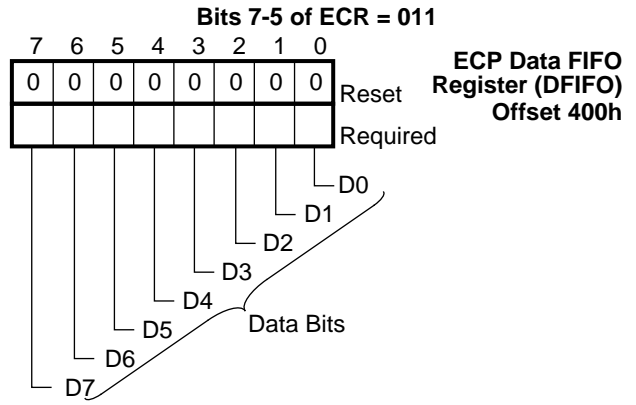 Bits 7-5 of ECR = 011
7 6 5 4 3 2 1 0
ECP Data FIFO
Register (DFIFO)
Offset 400h
0 0 0 0 0 0 0 0 Reset
Required
D0
D1
D2
D3
D4
D5
D6
D7
Data Bits